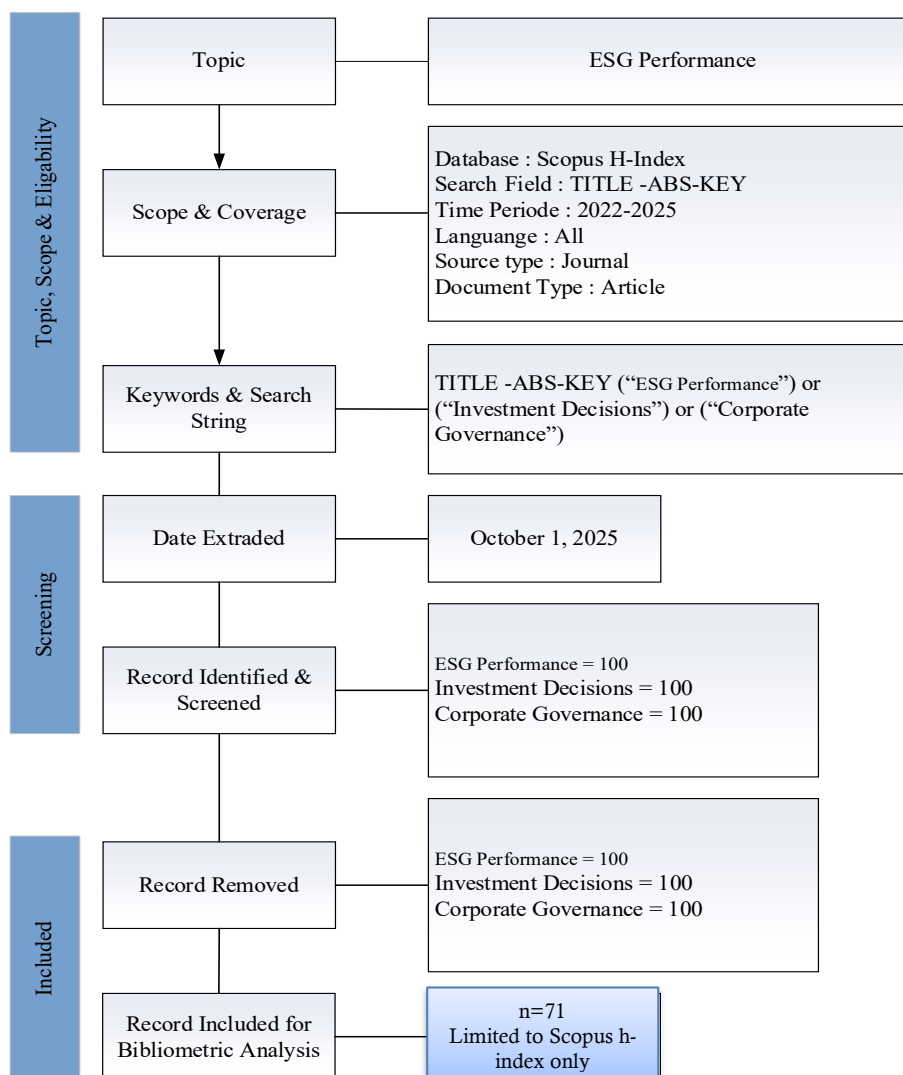 Topic, Scope & Eligability
Topic
ESG Performance
Scope & Coverage
Database : Scopus H-Index
Search Field : TITLE -ABS-KEY
Time Periode : 2022-2025
Languange : All
Source type : Journal
Document Type : Article
Keywords & Search
String
TITLE -ABS-KEY (“ESG Performance”) or
(“Investment Decisions”) or (“Corporate
Governance”)
Screening
Date Extraded
October 1, 2025
Record Identified &
Screened
ESG Performance = 100
Investment Decisions = 100
Corporate Governance = 100
Included
Record Removed
ESG Performance = 100
Investment Decisions = 100
Corporate Governance = 100
Record Included for
Bibliometric Analysis
n=71
Limited to Scopus h-
index only